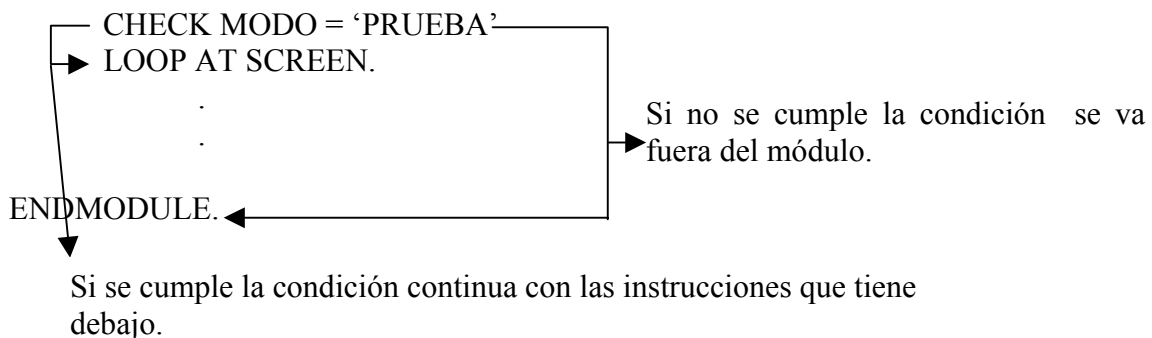 CHECK MODO = ‘PRUEBA’
LOOP AT SCREEN.
.
.
Si no se cumple la condición se va
fuera del módulo.
ENDMODULE.
Si se cumple la condición continua con las instrucciones que tiene
debajo.